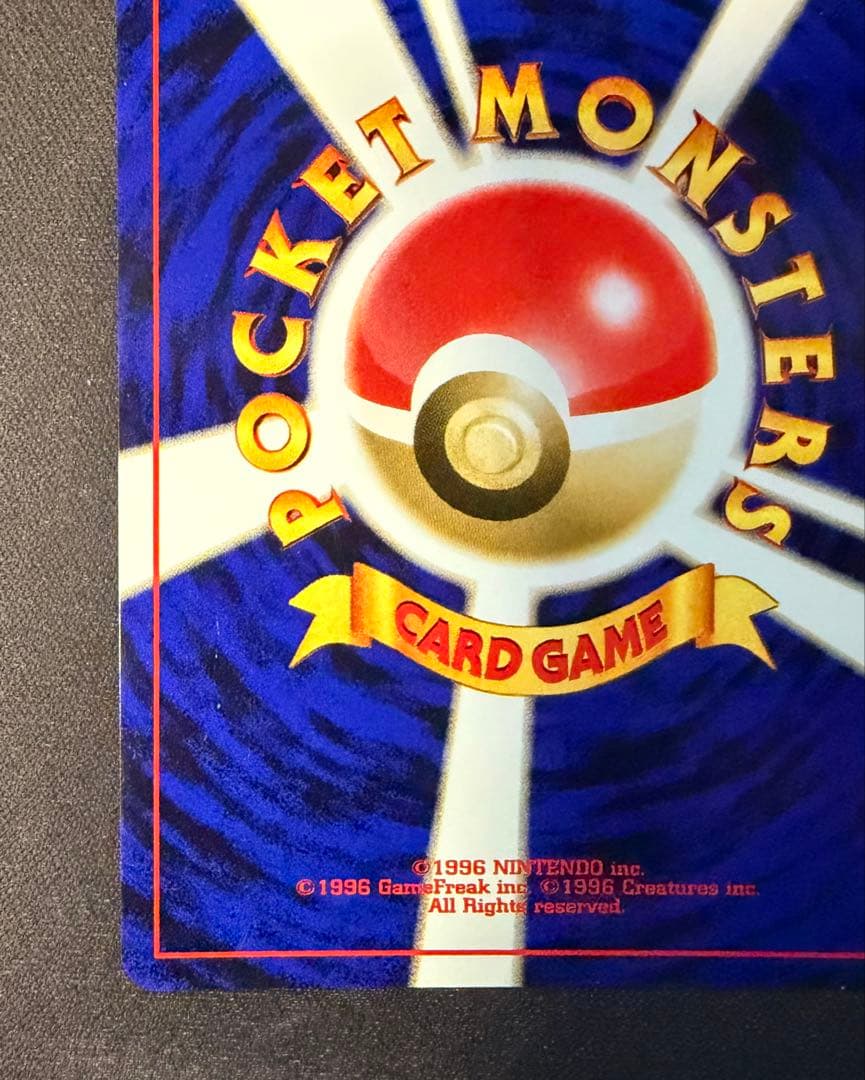 POCKET MONSTERS
CARD GAME
©1996 NINTENDO inc.
©1996 GameFreak inc. ©1996 Creatures inc.
All Rights reserved.